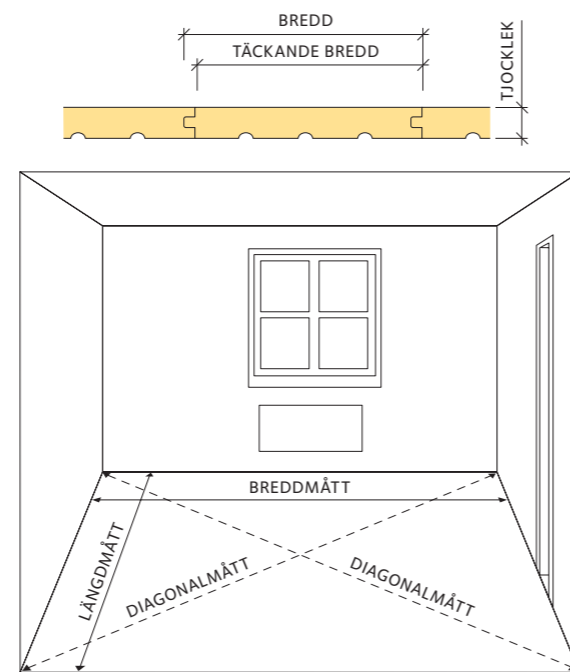 BREDD
TÄCKANDE BREDD
TJOCKLEK
BREDDMÅTT
LÄNGDMÅTT
DIAGONALMÅTT
DIAGONALMÅTT